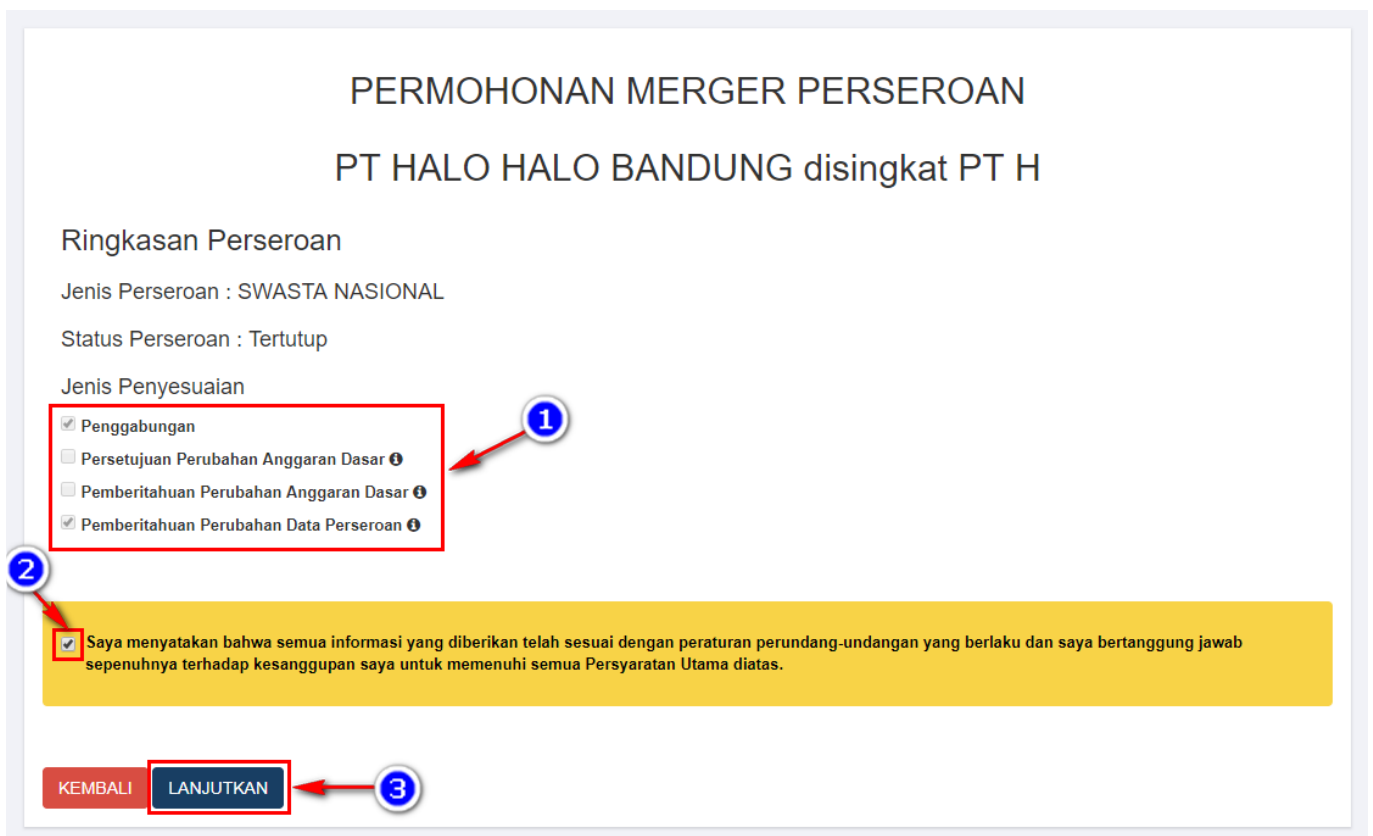 PERMOHONAN MERGER PERSEROAN
PT HALO HALO BANDUNG disingkat PT H
Ringkasan Perseroan
Jenis Perseroan : SWASTA NASIONAL
Status Perseroan : Tertutup
Jenis Penyesuaian
1
Penggabungan
Persetujuan Perubahan Anggaran Dasar
Pemberitahuan Perubahan Anggaran Dasar
Pemberitahuan Perubahan Data Perseroan
2
Saya menyatakan bahwa semua informasi yang diberikan telah sesuai dengan peraturan perundang-undangan yang berlaku dan saya bertanggung jawab
sepenuhnya terhadap kesanggupan saya untuk memenuhi semua Persyaratan Utama diatas.
KEMBALI LANJUTKAN 3